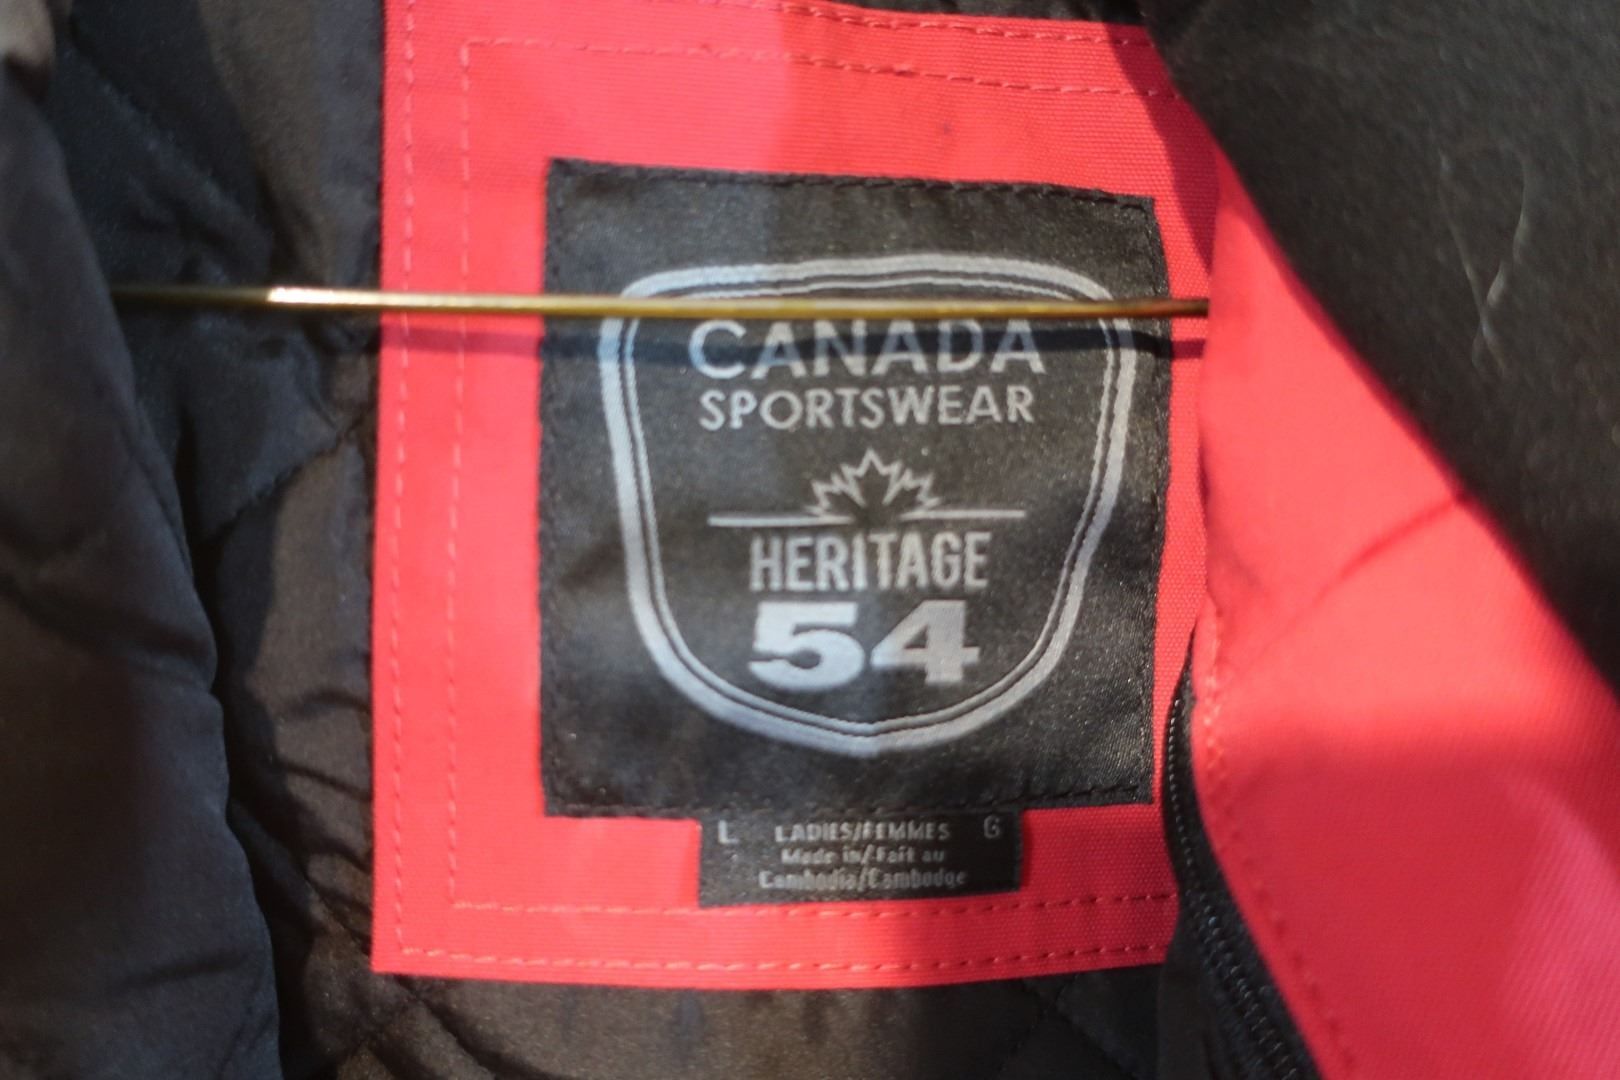 CANADA
SPORTSWEAR
HERITAGE
54
L LADIES/FEMMES G
Made in/Fait au
Cambodia/Cambodge